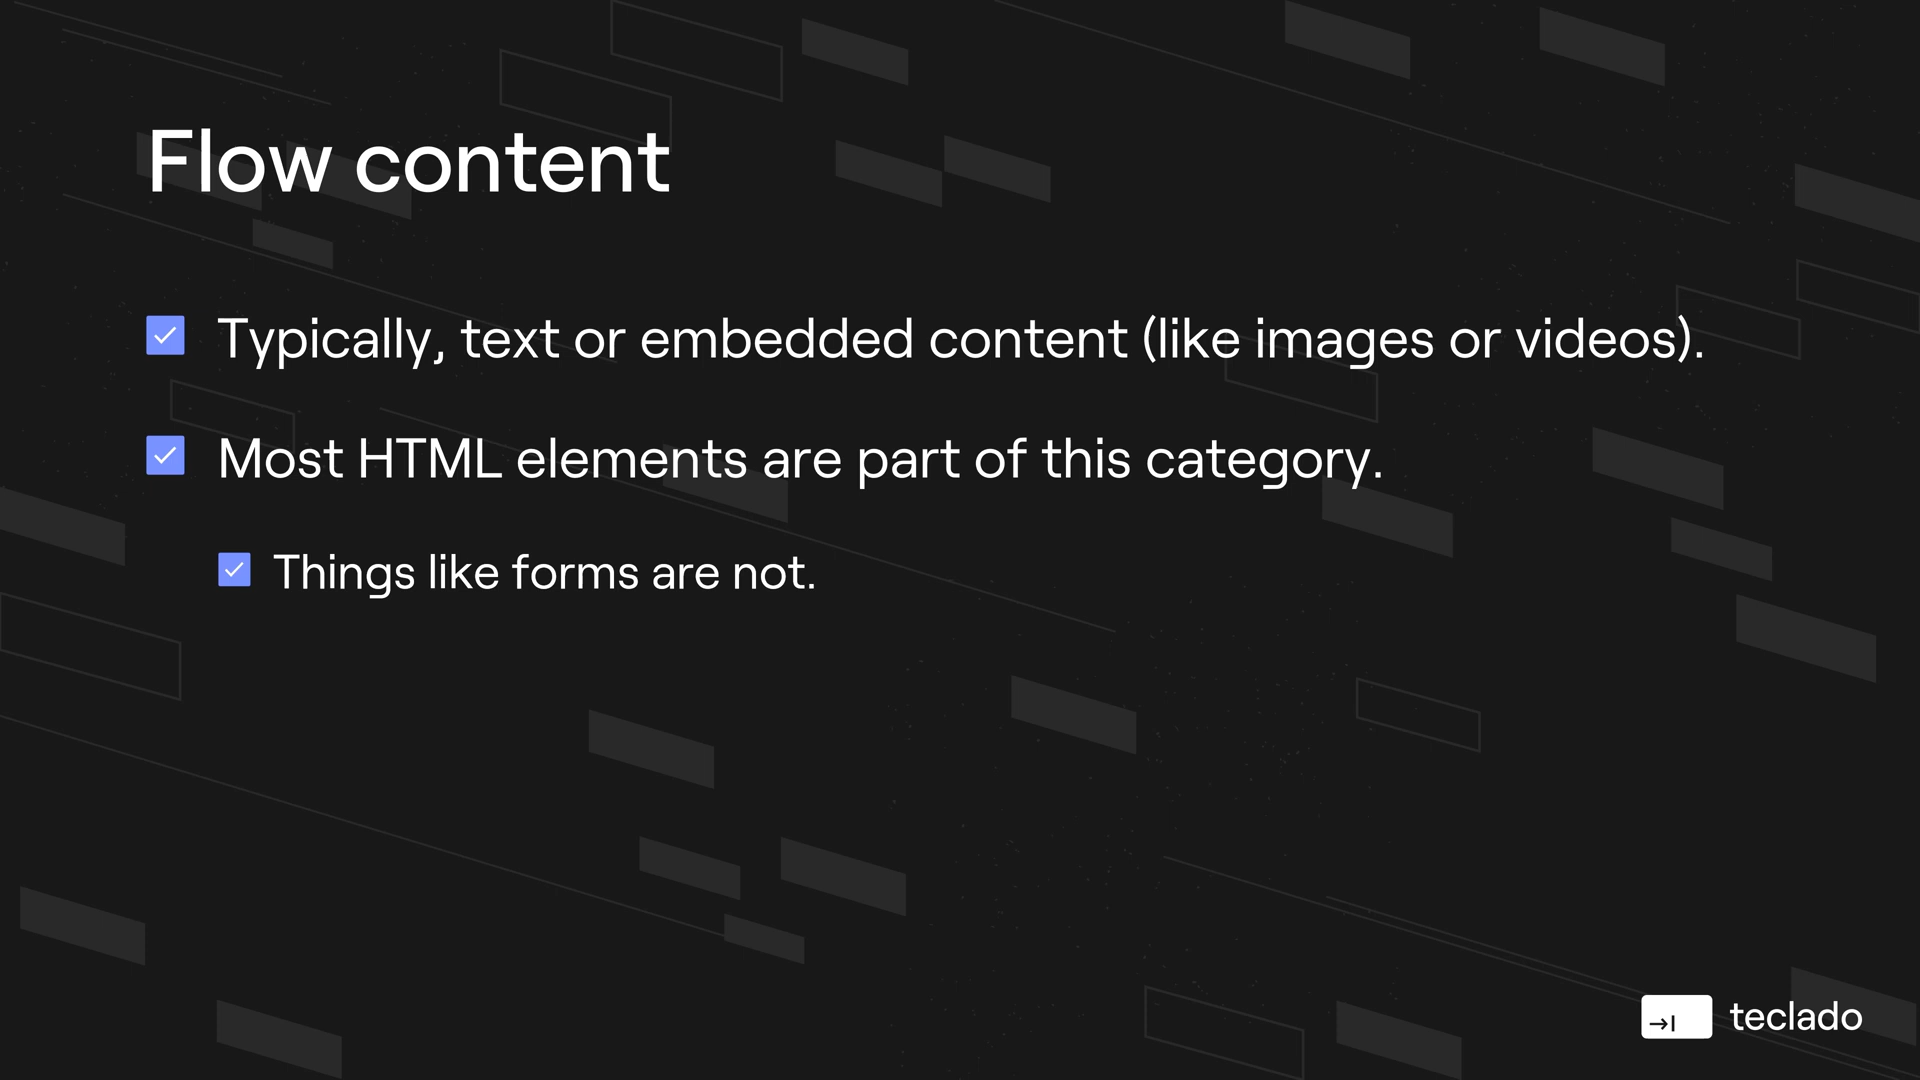 Flow content
Typically, text or embedded content (like images or videos).
Most HTML elements are part of this category.
Things like forms are not.
teclado